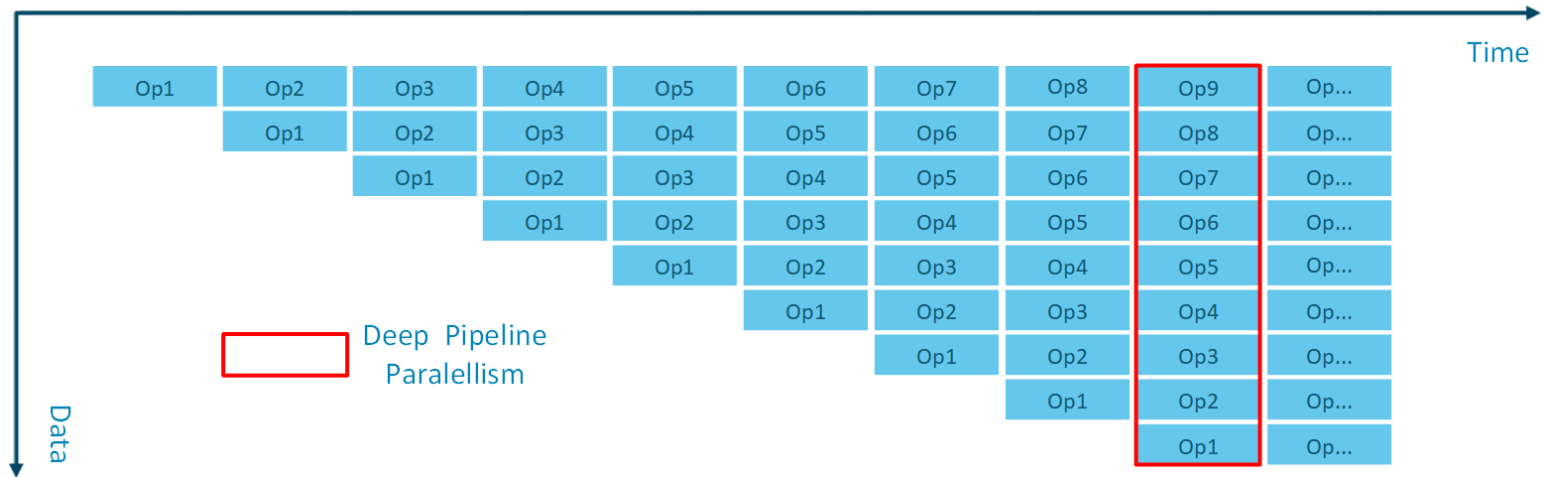 Time
Op1 Op2 Op3 Op4 Op5 Op6 Op7 Op8 Op9 Op...
Op1 Op2 Op3 Op4 Op5 Op6 Op7 Op8 Op...
Op1 Op2 Op3 Op4 Op5 Op6 Op7 Op...
Op1 Op2 Op3 Op4 Op5 Op6 Op...
Op1 Op2 Op3 Op4 Op5 Op...
Op1 Op2 Op3 Op4 Op...
Op1 Op2 Op3 Op...
Op1 Op2 Op...
Op1 Op...
Deep Pipeline
Paralellism
Data